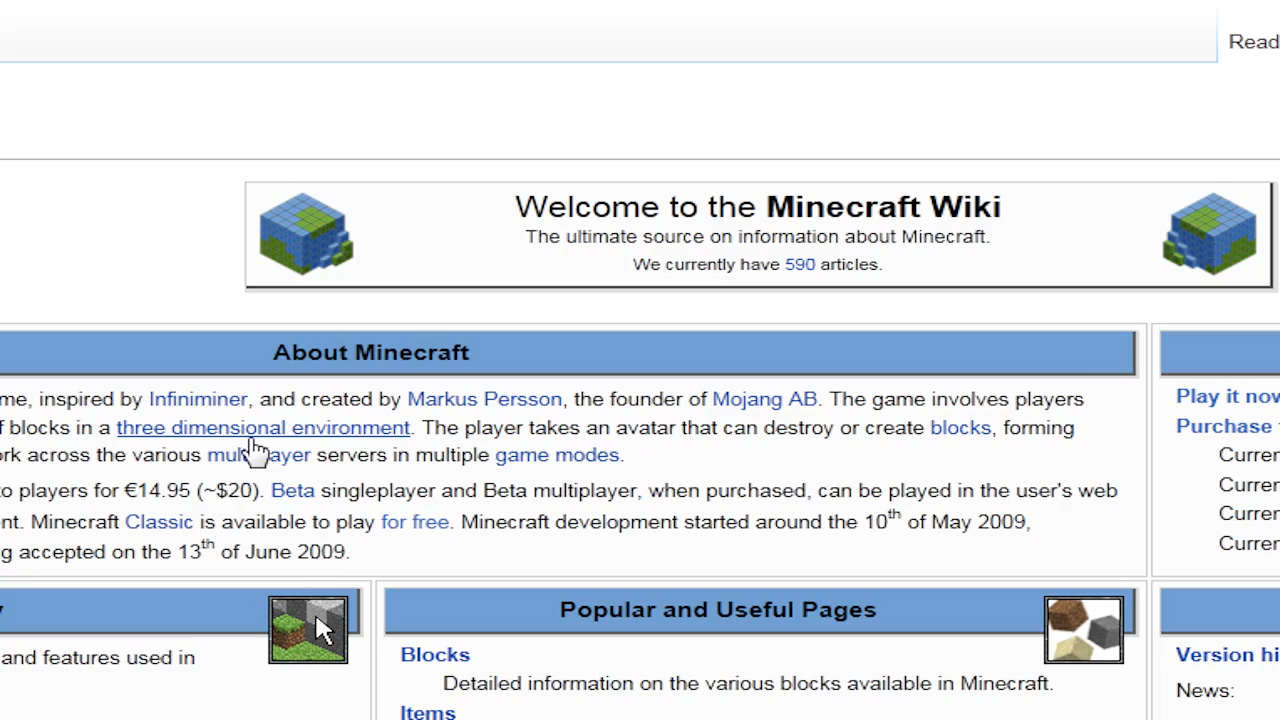 Read
Welcome to the Minecraft Wiki
The ultimate source on information about Minecraft.
We currently have 590 articles.
About Minecraft
me, inspired by Infiniminer, and created by Markus Persson, the founder of Mojang AB. The game involves players
f blocks in a three dimensional environment. The player takes an avatar that can destroy or create blocks, forming
rk across the various multiplayer servers in multiple game modes.
to players for €14.95 (~$20). Beta singleplayer and Beta multiplayer, when purchased, can be played in the user's web
nt. Minecraft Classic is available to play for free. Minecraft development started around the 10th of May 2009,
g accepted on the 13th of June 2009.
Play it now
Purchase
Curren
Curren
Curren
Curren
y
and features used in
Popular and Useful Pages
Blocks
Detailed information on the various blocks available in Minecraft.
Items
Version hi
News: